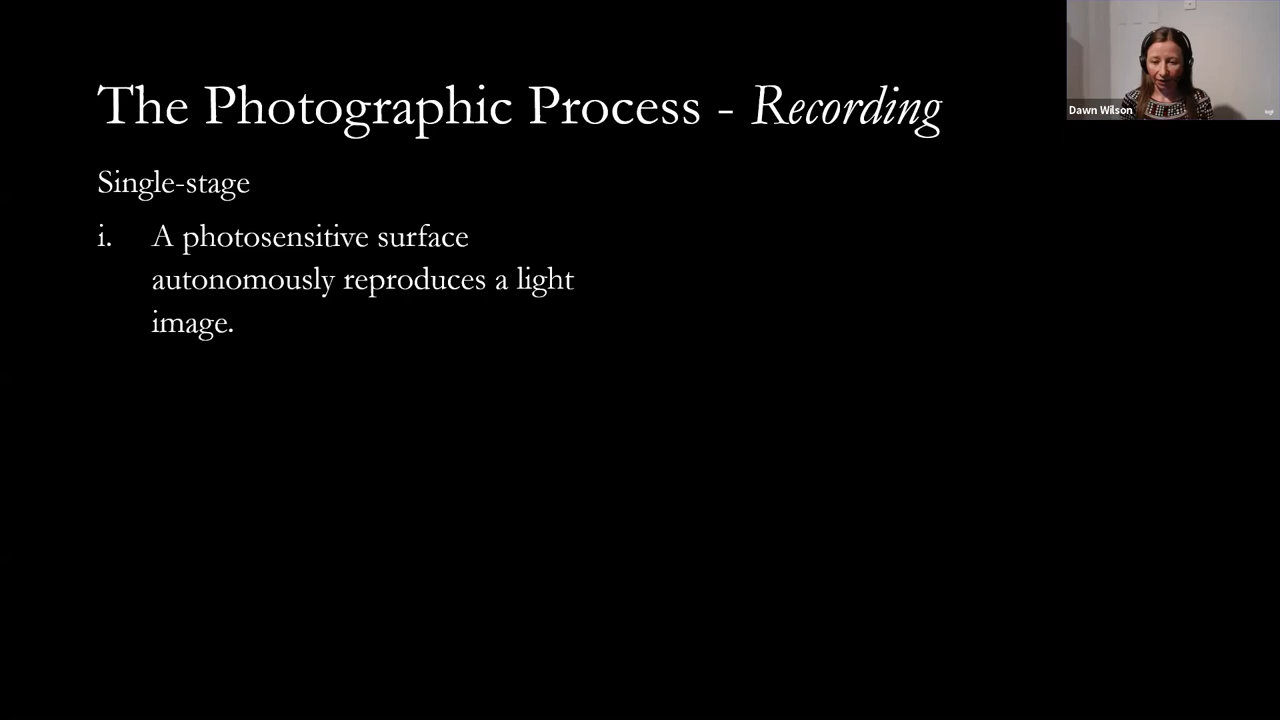 The Photographic Process - Recording
Dawn Wilson
Single-stage
i. A photosensitive surface
autonomously reproduces a light
image.